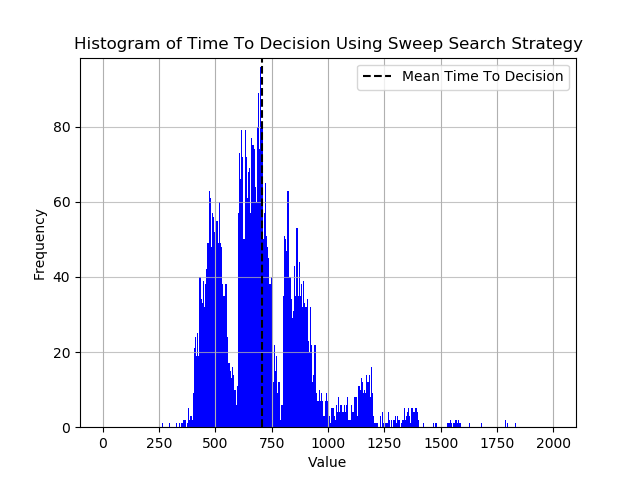 Histogram of Time To Decision Using Sweep Search Strategy
Mean Time To Decision
80
60
40
20
0
Frequency
0 250 500 750 1000 1250 1500 1750 2000
Value